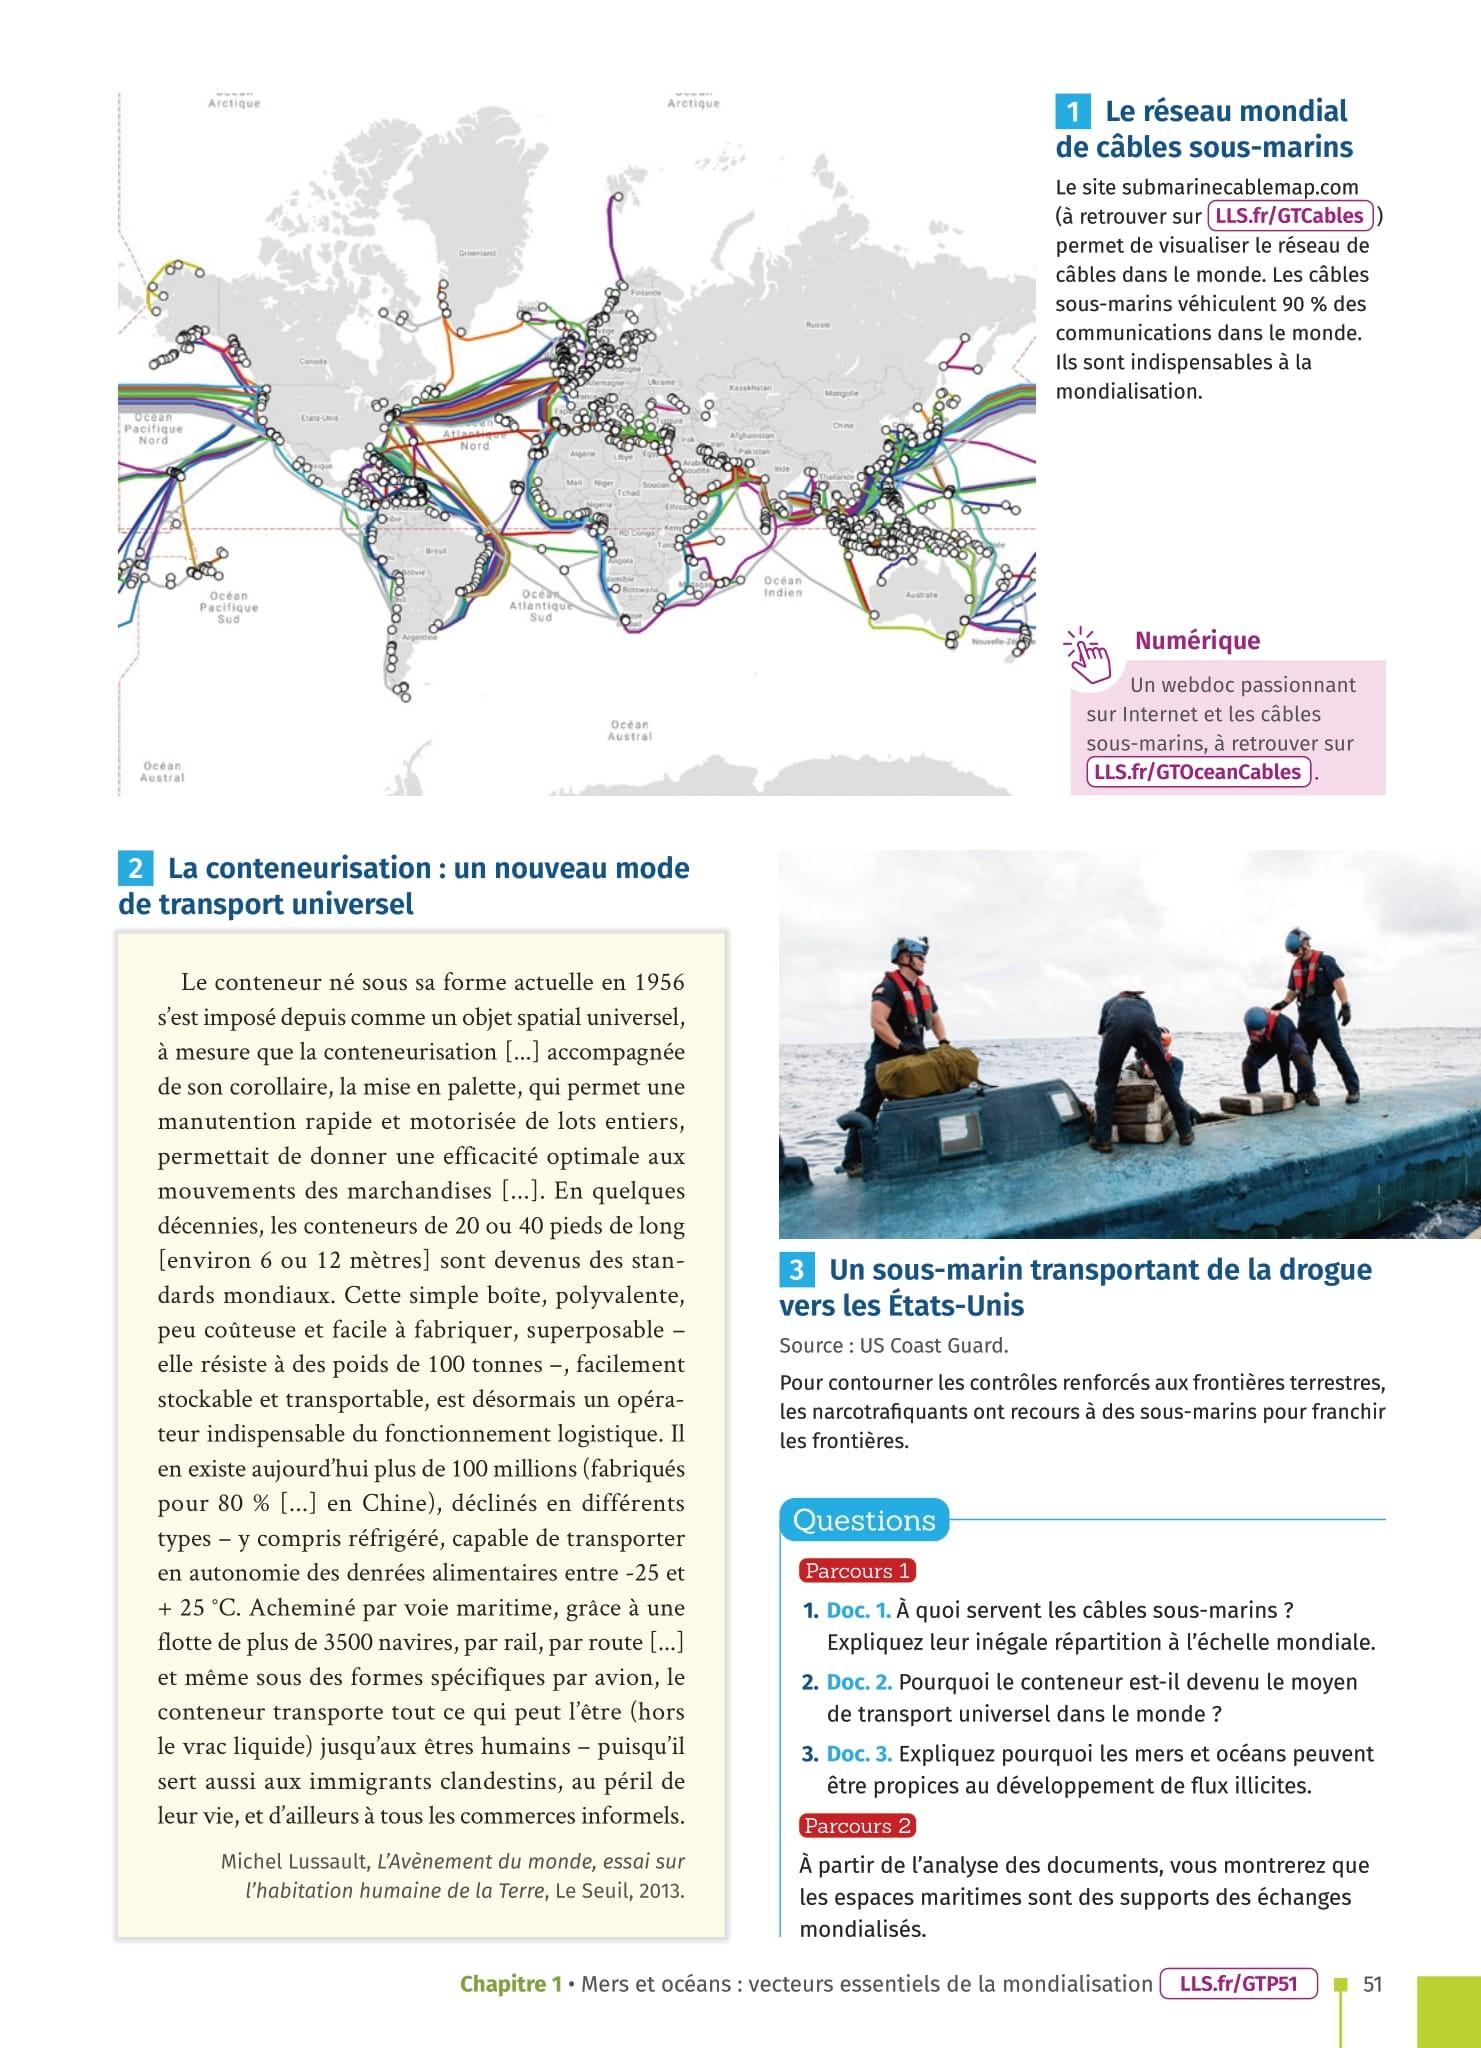 Arctique
Arctique
Groenland
Finlande
Russie
Canada
Ukraine
Kazakhstan
Mongolie
États-Unis
Chine
Océan
Pacifique
Nord
Atlantique
Nord
Turquie
Afghanistan
Pakistan
Irak
Iran
Algérie
Libye
Inde
Mali
Niger
Tchad
Soudan
Thaïlande
Nigeria
RD Congo
Brésil
Angola
Bolivie
Botswana
Océan
Pacifique
Sud
Océan
Atlantique
Sud
Océan
Indien
Australie
Argentine
Océan
Austral
Océan
Austral
1 Le réseau mondial
de câbles sous-marins
Le site submarinecablemap.com
(à retrouver sur LLS.fr/GTCables )
permet de visualiser le réseau de
câbles dans le monde. Les câbles
sous-marins véhiculent 90 % des
communications dans le monde.
Ils sont indispensables à la
mondialisation.
Numérique
Un webdoc passionnant
sur Internet et les câbles
sous-marins, à retrouver sur
LLS.fr/GTOceanCables .
2 La conteneurisation : un nouveau mode
de transport universel
Le conteneur né sous sa forme actuelle en 1956
s'est imposé depuis comme un objet spatial universel,
à mesure que la conteneurisation [...] accompagnée
de son corollaire, la mise en palette, qui permet une
manutention rapide et motorisée de lots entiers,
permettait de donner une efficacité optimale aux
mouvements des marchandises [...]. En quelques
décennies, les conteneurs de 20 ou 40 pieds de long
[environ 6 ou 12 mètres] sont devenus des stan-
dards mondiaux. Cette simple boîte, polyvalente,
peu coûteuse et facile à fabriquer, superposable –
elle résiste à des poids de 100 tonnes –, facilement
stockable et transportable, est désormais un opéra-
teur indispensable du fonctionnement logistique. Il
en existe aujourd'hui plus de 100 millions (fabriqués
pour 80 % [...] en Chine), déclinés en différents
types – y compris réfrigéré, capable de transporter
en autonomie des denrées alimentaires entre -25 et
+ 25 °C. Acheminé par voie maritime, grâce à une
flotte de plus de 3500 navires, par rail, par route [...]
et même sous des formes spécifiques par avion, le
conteneur transporte tout ce qui peut l'être (hors
le vrac liquide) jusqu'aux êtres humains – puisqu'il
sert aussi aux immigrants clandestins, au péril de
leur vie, et d'ailleurs à tous les commerces informels.
Michel Lussault, L'Avènement du monde, essai sur
l'habitation humaine de la Terre, Le Seuil, 2013.
3 Un sous-marin transportant de la drogue
vers les États-Unis
Source : US Coast Guard.
Pour contourner les contrôles renforcés aux frontières terrestres,
les narcotrafiquants ont recours à des sous-marins pour franchir
les frontières.
Questions
Parcours 1
1. Doc. 1. À quoi servent les câbles sous-marins ?
Expliquez leur inégale répartition à l'échelle mondiale.
2. Doc. 2. Pourquoi le conteneur est-il devenu le moyen
de transport universel dans le monde ?
3. Doc. 3. Expliquez pourquoi les mers et océans peuvent
être propices au développement de flux illicites.
Parcours 2
À partir de l'analyse des documents, vous montrerez que
les espaces maritimes sont des supports des échanges
mondialisés.
Chapitre 1 • Mers et océans : vecteurs essentiels de la mondialisation LLS.fr/GTP51 51